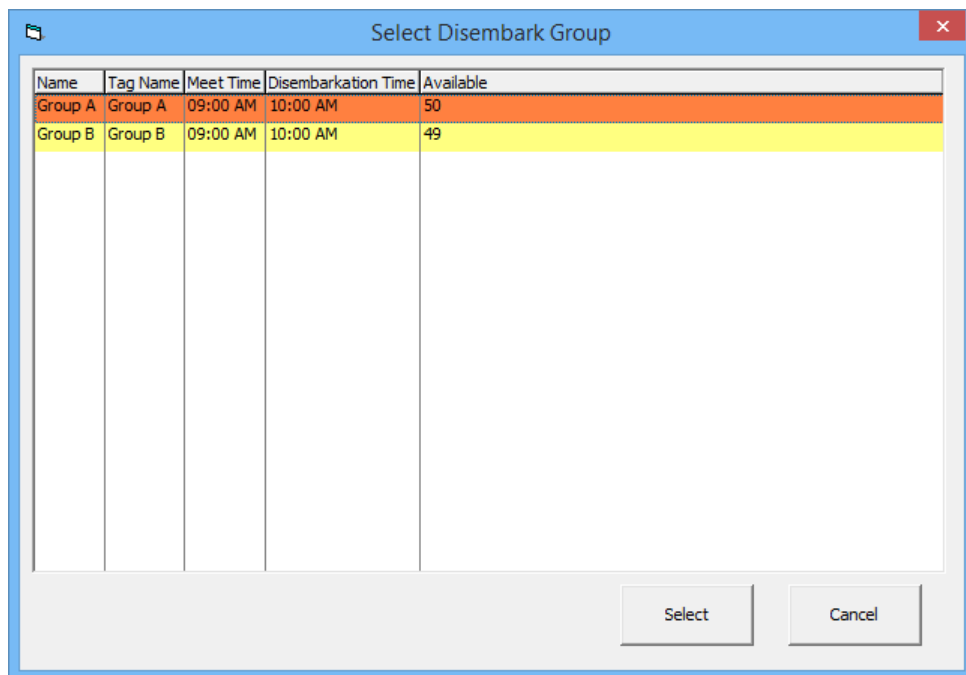 Select Disembark Group
Name Tag Name Meet Time Disembarkation Time Available
Group A Group A 09:00 AM 10:00 AM 50
Group B Group B 09:00 AM 10:00 AM 49
Select Cancel